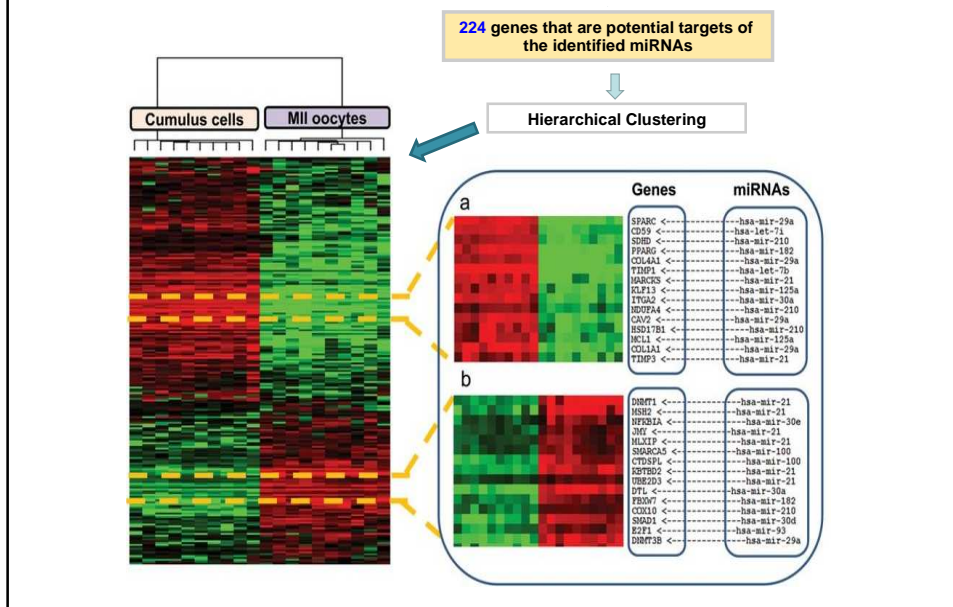 224 genes that are potential targets of
the identified miRNAs
Hierarchical Clustering
Cumulus cells
MII oocytes
Genes
miRNAs
a
SPARC <---------------hsa-mir-29a
CD59 <--------------hsa-let-7i
SDHD <---------------hsa-mir-210
PPARG <--------------hsa-mir-182
COL4A1 <---------------hsa-mir-29a
TIMP1 <--------------hsa-let-7b
MARCKS <--------------hsa-mir-21
KLF13 <--------------hsa-mir-125a
ITGA2 <--------------hsa-mir-30a
NDUFA4 <--------------hsa-mir-210
CAV2 <--------------hsa-mir-29a
HSD17B1 <---------------hsa-mir-210
MCL1 <--------------hsa-mir-125a
COL1A1 <--------------hsa-mir-29a
TIMP3 <--------------hsa-mir-21
b
DNMT1 <--------------hsa-mir-21
MSH2 <--------------hsa-mir-21
NFKBIA <--------------hsa-mir-30e
JMY <--------------hsa-mir-21
MLXIP <--------------hsa-mir-21
SMARCA5 <--------------hsa-mir-100
CTDSPL <--------------hsa-mir-100
KBTBD2 <--------------hsa-mir-21
UBE2D3 <--------------hsa-mir-21
DTL <--------------hsa-mir-30a
FBXW7 <--------------hsa-mir-182
COX10 <--------------hsa-mir-210
SMAD1 <--------------hsa-mir-30d
E2F1 <--------------hsa-mir-93
DNMT3B <--------------hsa-mir-29a